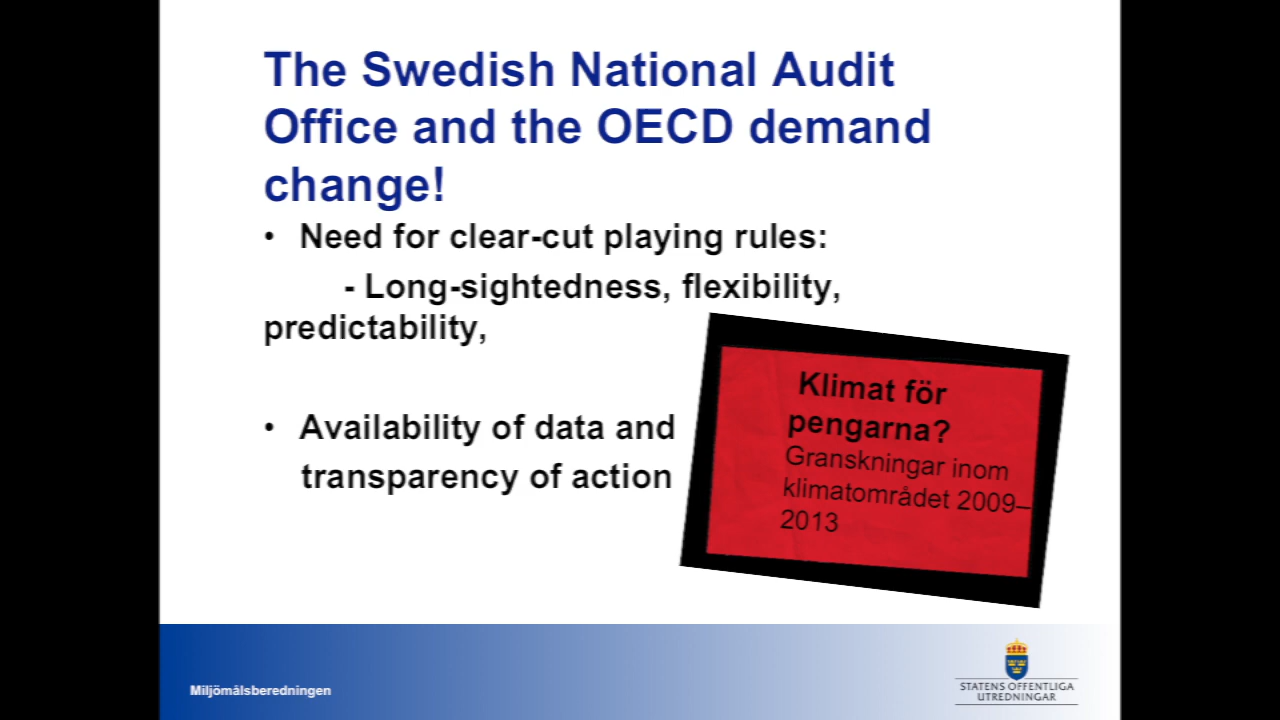 The Swedish National Audit
Office and the OECD demand
change!
• Need for clear-cut playing rules:
- Long-sightedness, flexibility,
predictability,
• Availability of data and
transparency of action
Klimat för
pengarna?
Granskningar inom
klimatområdet 2009–
2013
Miljömålsberedningen
STATENS OFFENTLIGA
UTREDNINGAR